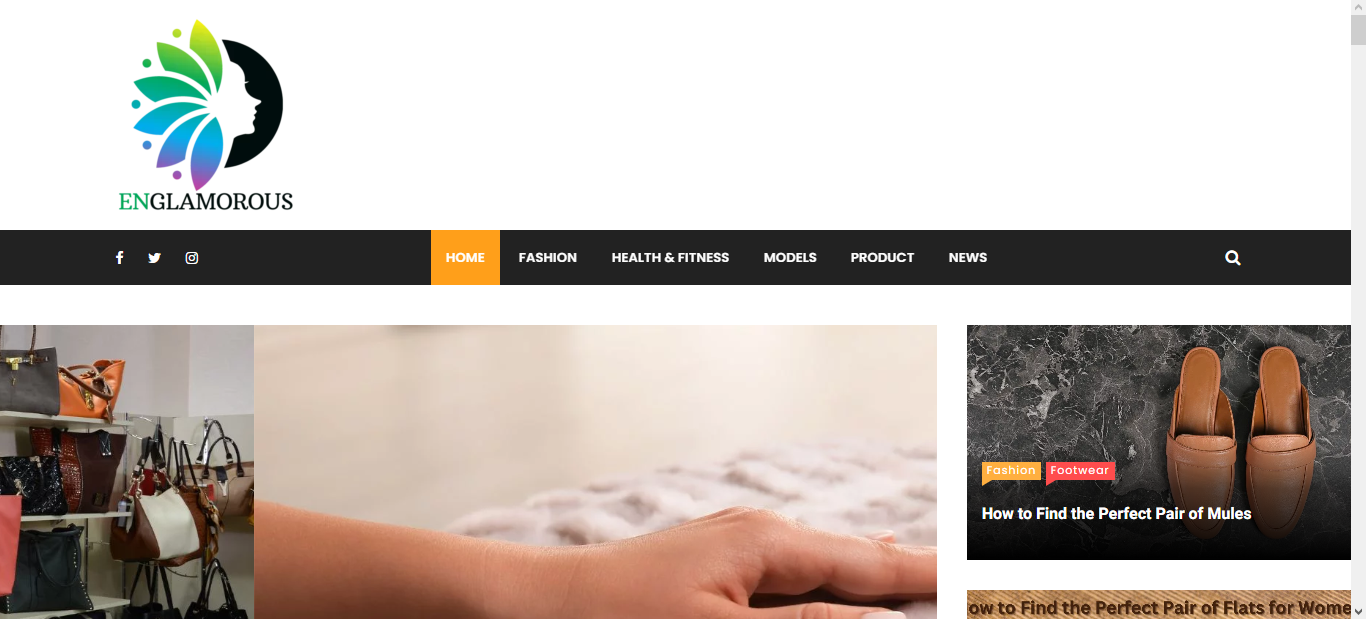 ENGLAMOROUS
HOME FASHION HEALTH & FITNESS MODELS PRODUCT NEWS
Fashion Footwear
How to Find the Perfect Pair of Mules
ow to Find the Perfect Pair of Flats for Wome